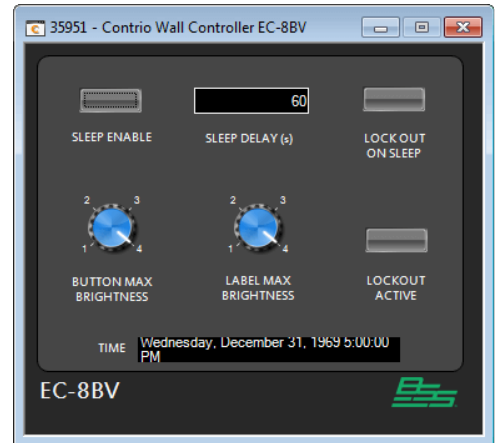 35951 - Contrio Wall Controller EC-8BV
60
SLEEP ENABLE
SLEEP DELAY (s)
LOCK OUT
ON SLEEP
2 3
1 4
2 3
1 4
BUTTON MAX
BRIGHTNESS
LABEL MAX
BRIGHTNESS
LOCKOUT
ACTIVE
TIME
Wednesday, December 31, 1969 5:00:00
PM
EC-8BV
BSS